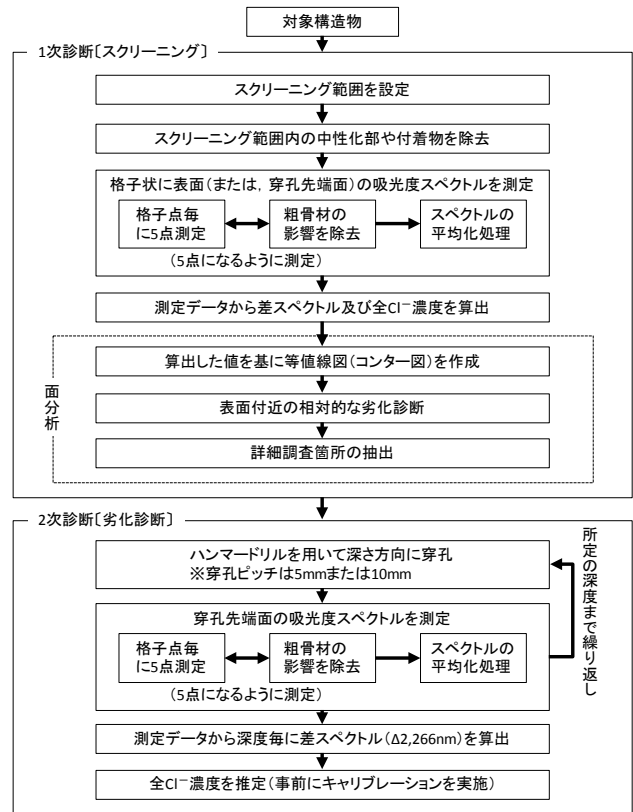 対象構造物
1次診断〔スクリーニング〕
スクリーニング範囲を設定
スクリーニング範囲内の中性化部や付着物を除去
格子状に表面(または，穿孔先端面)の吸光度スペクトルを測定
格子点毎
に5点測定
粗骨材の
影響を除去
スペクトルの
平均化処理
(5点になるように測定)
測定データから差スペクトル及び全Cl⁻濃度を算出
面分析
算出した値を基に等値線図(コンター図)を作成
表面付近の相対的な劣化診断
詳細調査箇所の抽出
2次診断〔劣化診断〕
ハンマードリルを用いて深さ方向に穿孔
※穿孔ピッチは5mmまたは10mm
所定の深度まで繰り返し
穿孔先端面の吸光度スペクトルを測定
格子点毎
に5点測定
粗骨材の
影響を除去
スペクトルの
平均化処理
(5点になるように測定)
測定データから深度毎に差スペクトル(Δ2,266nm)を算出
全Cl⁻濃度を推定(事前にキャリブレーションを実施)